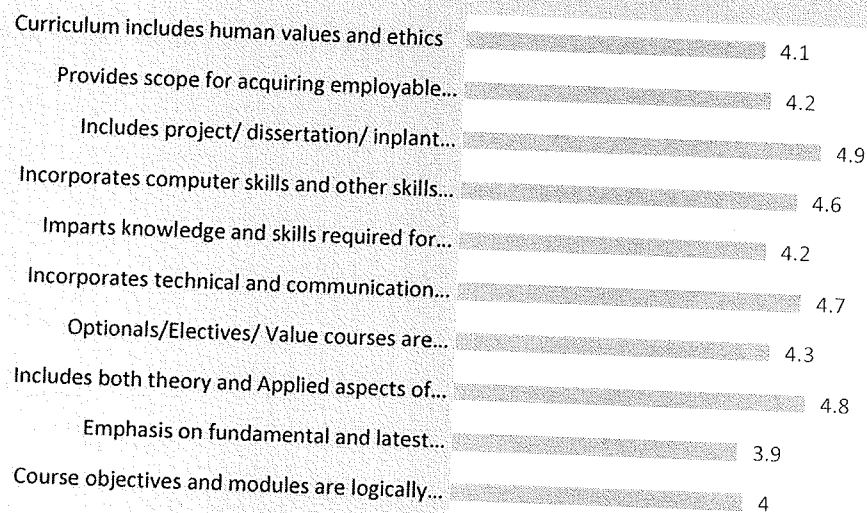 Curriculum includes human values and ethics 4.1
Provides scope for acquiring employable... 4.2
Includes project/ dissertation/ inplant... 4.9
Incorporates computer skills and other skills... 4.6
Imparts knowledge and skills required for... 4.2
Incorporates technical and communication... 4.7
Optionals/Electives/ Value courses are... 4.3
Includes both theory and Applied aspects of... 4.8
Emphasis on fundamental and latest... 3.9
Course objectives and modules are logically... 4